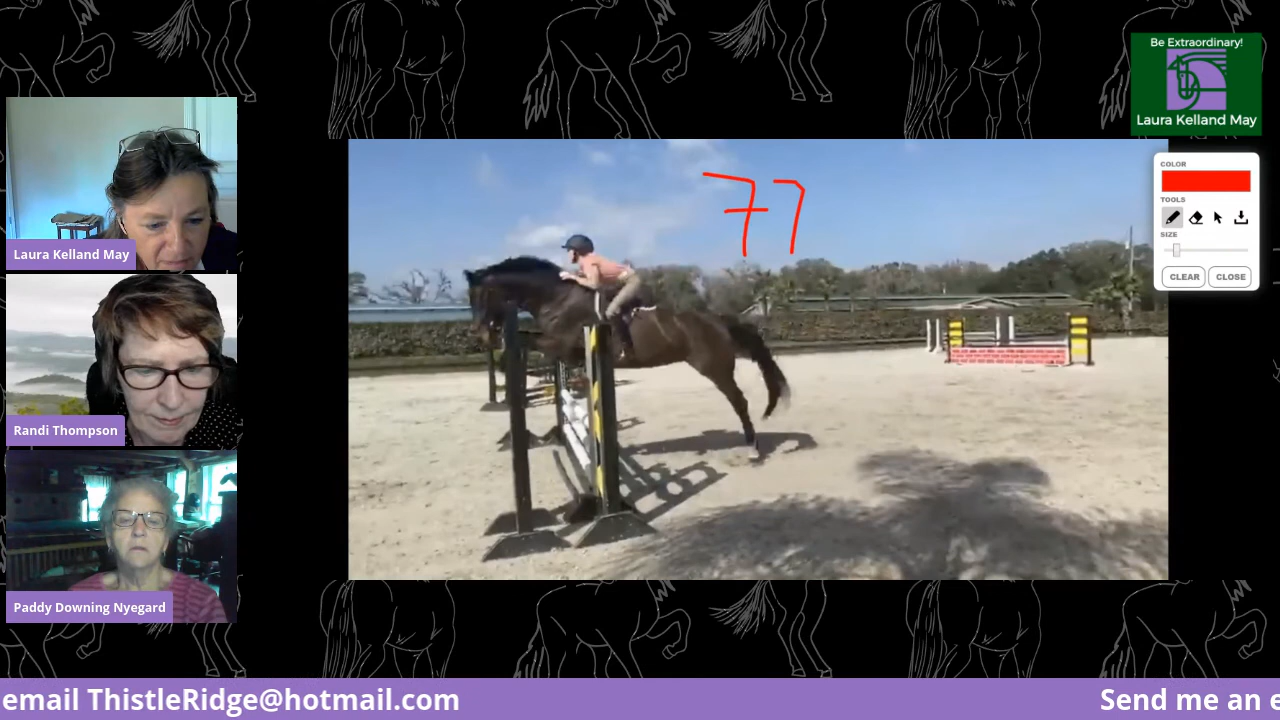 Be Extraordinary!
Laura Kelland May
77
COLOR
TOOLS
SIZE
CLEAR CLOSE
Laura Kelland May
Randi Thompson
Paddy Downing Nyegard
email ThistleRidge@hotmail.com
Send me an e